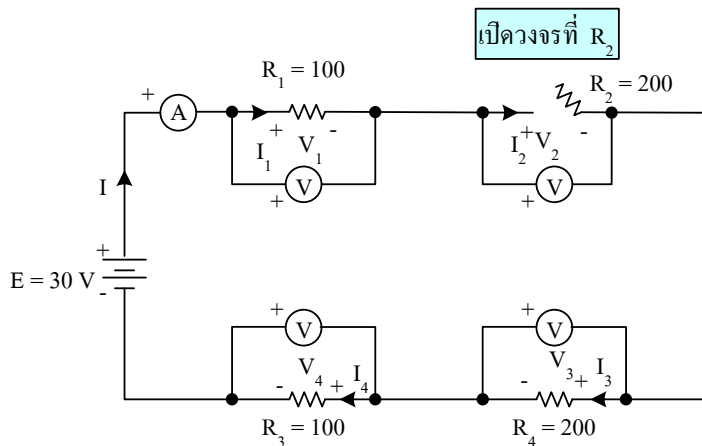 เปิดวงจรที่ R₂
R₁ = 100
R₂ = 200
+
A
+ -
+ -
I₁ V₁
I₂ V₂
I
+ V
+ V
+
E = 30 V
-
+ V
+ V
V₄
V₃
- + I₄
- + I₃
R₃ = 100
R₄ = 200